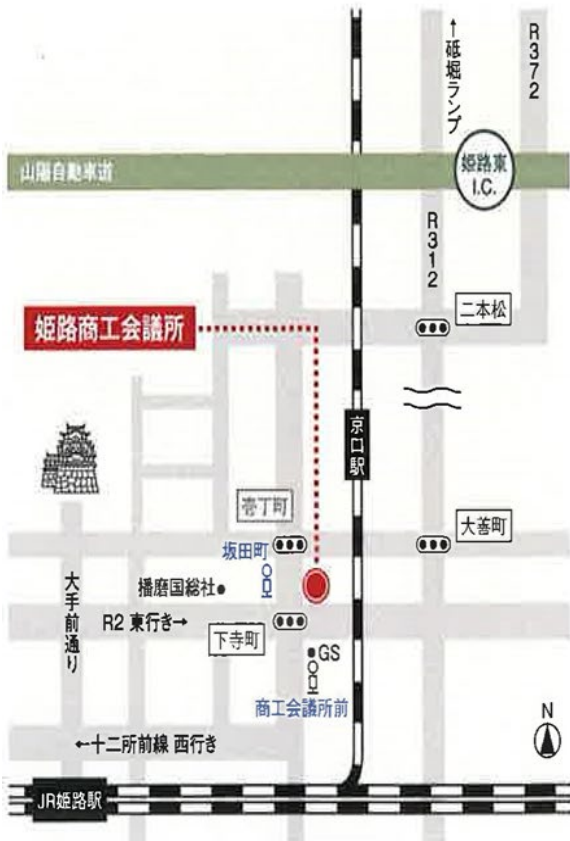 ↑砥堀ランプ
R372
山陽自動車道
姫路東
I.C.
R312
姫路商工会議所
二本松
京口駅
壱丁町
大善町
坂田町
播磨国総社
大手前通り
R2 東行き→
下寺町
GS
商工会議所前
N
←十二所前線 西行き
JR姫路駅